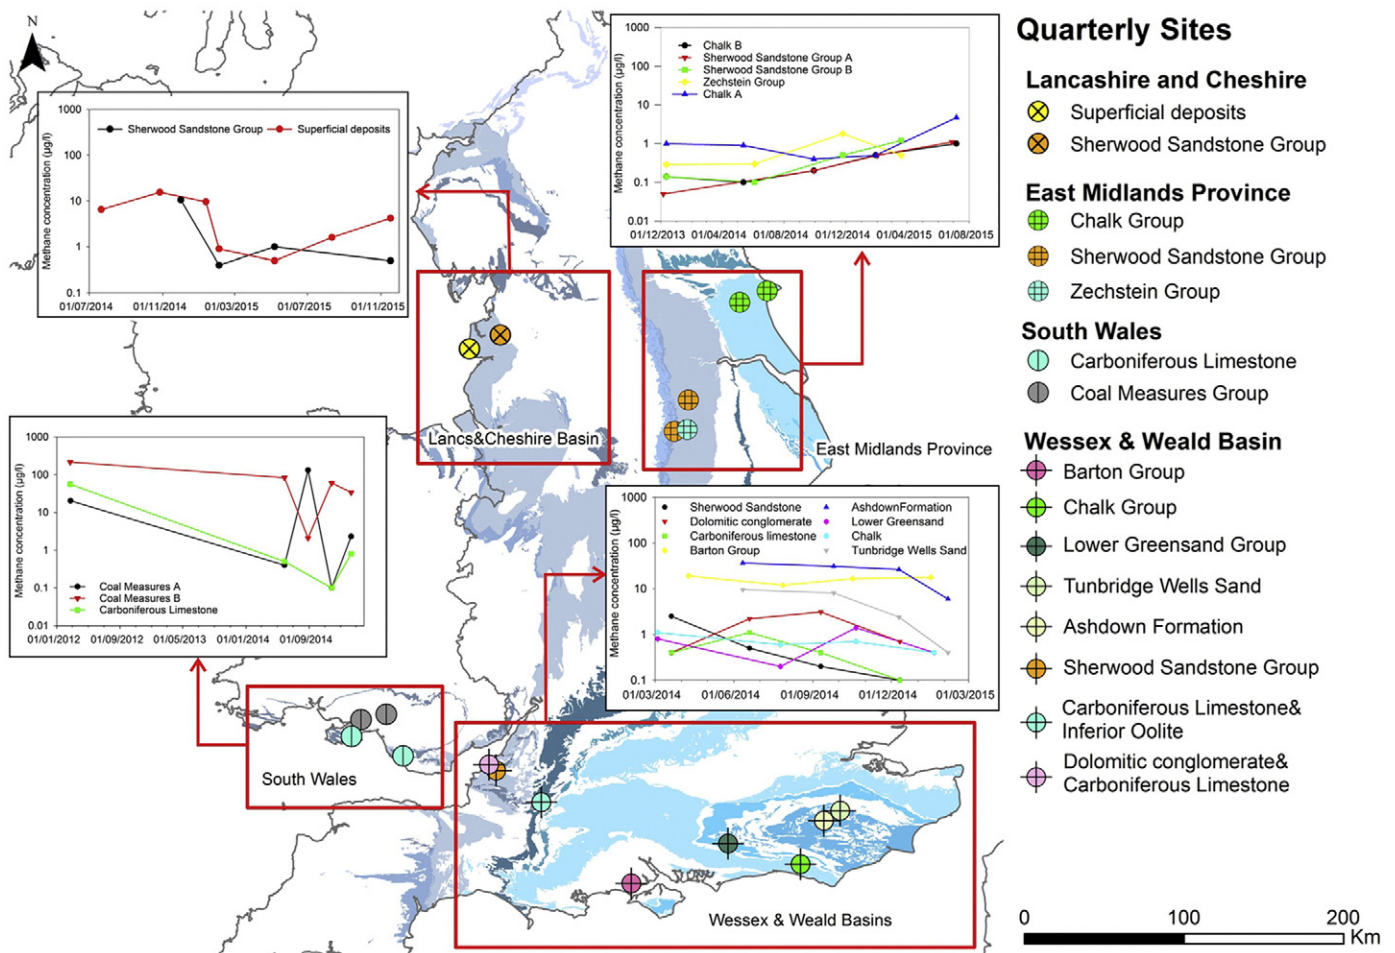 N
Methane concentration (µg/l)
1000
100
10
1
0.1
Sherwood Sandstone Group
Superficial deposits
01/07/2014
01/11/2014
01/03/2015
01/07/2015
01/11/2015
Methane concentration (µg/l)
1000
100
10
1
0.1
0.01
Chalk B
Sherwood Sandstone Group A
Sherwood Sandstone Group B
Zechstein Group
Chalk A
01/12/2013
01/04/2014
01/08/2014
01/12/2014
01/04/2015
01/08/2015
Lancs&Cheshire Basin
East Midlands Province
Methane concentration (µg/l)
1000
100
10
1
0.1
0.01
Coal Measures A
Coal Measures B
Carboniferous Limestone
01/01/2012
01/09/2012
01/05/2013
01/01/2014
01/09/2014
Methane concentration (µg/l)
1000
100
10
1
0.1
Sherwood Sandstone
Dolomitic conglomerate
Carboniferous limestone
Barton Group
AshdownFormation
Lower Greensand
Chalk
Tunbridge Wells Sand
01/03/2014
01/06/2014
01/09/2014
01/12/2014
01/03/2015
South Wales
Wessex & Weald Basins
Quarterly Sites
Lancashire and Cheshire
Superficial deposits
Sherwood Sandstone Group
East Midlands Province
Chalk Group
Sherwood Sandstone Group
Zechstein Group
South Wales
Carboniferous Limestone
Coal Measures Group
Wessex & Weald Basin
Barton Group
Chalk Group
Lower Greensand Group
Tunbridge Wells Sand
Ashdown Formation
Sherwood Sandstone Group
Carboniferous Limestone&
Inferior Oolite
Dolomitic conglomerate&
Carboniferous Limestone
0 100 200
Km